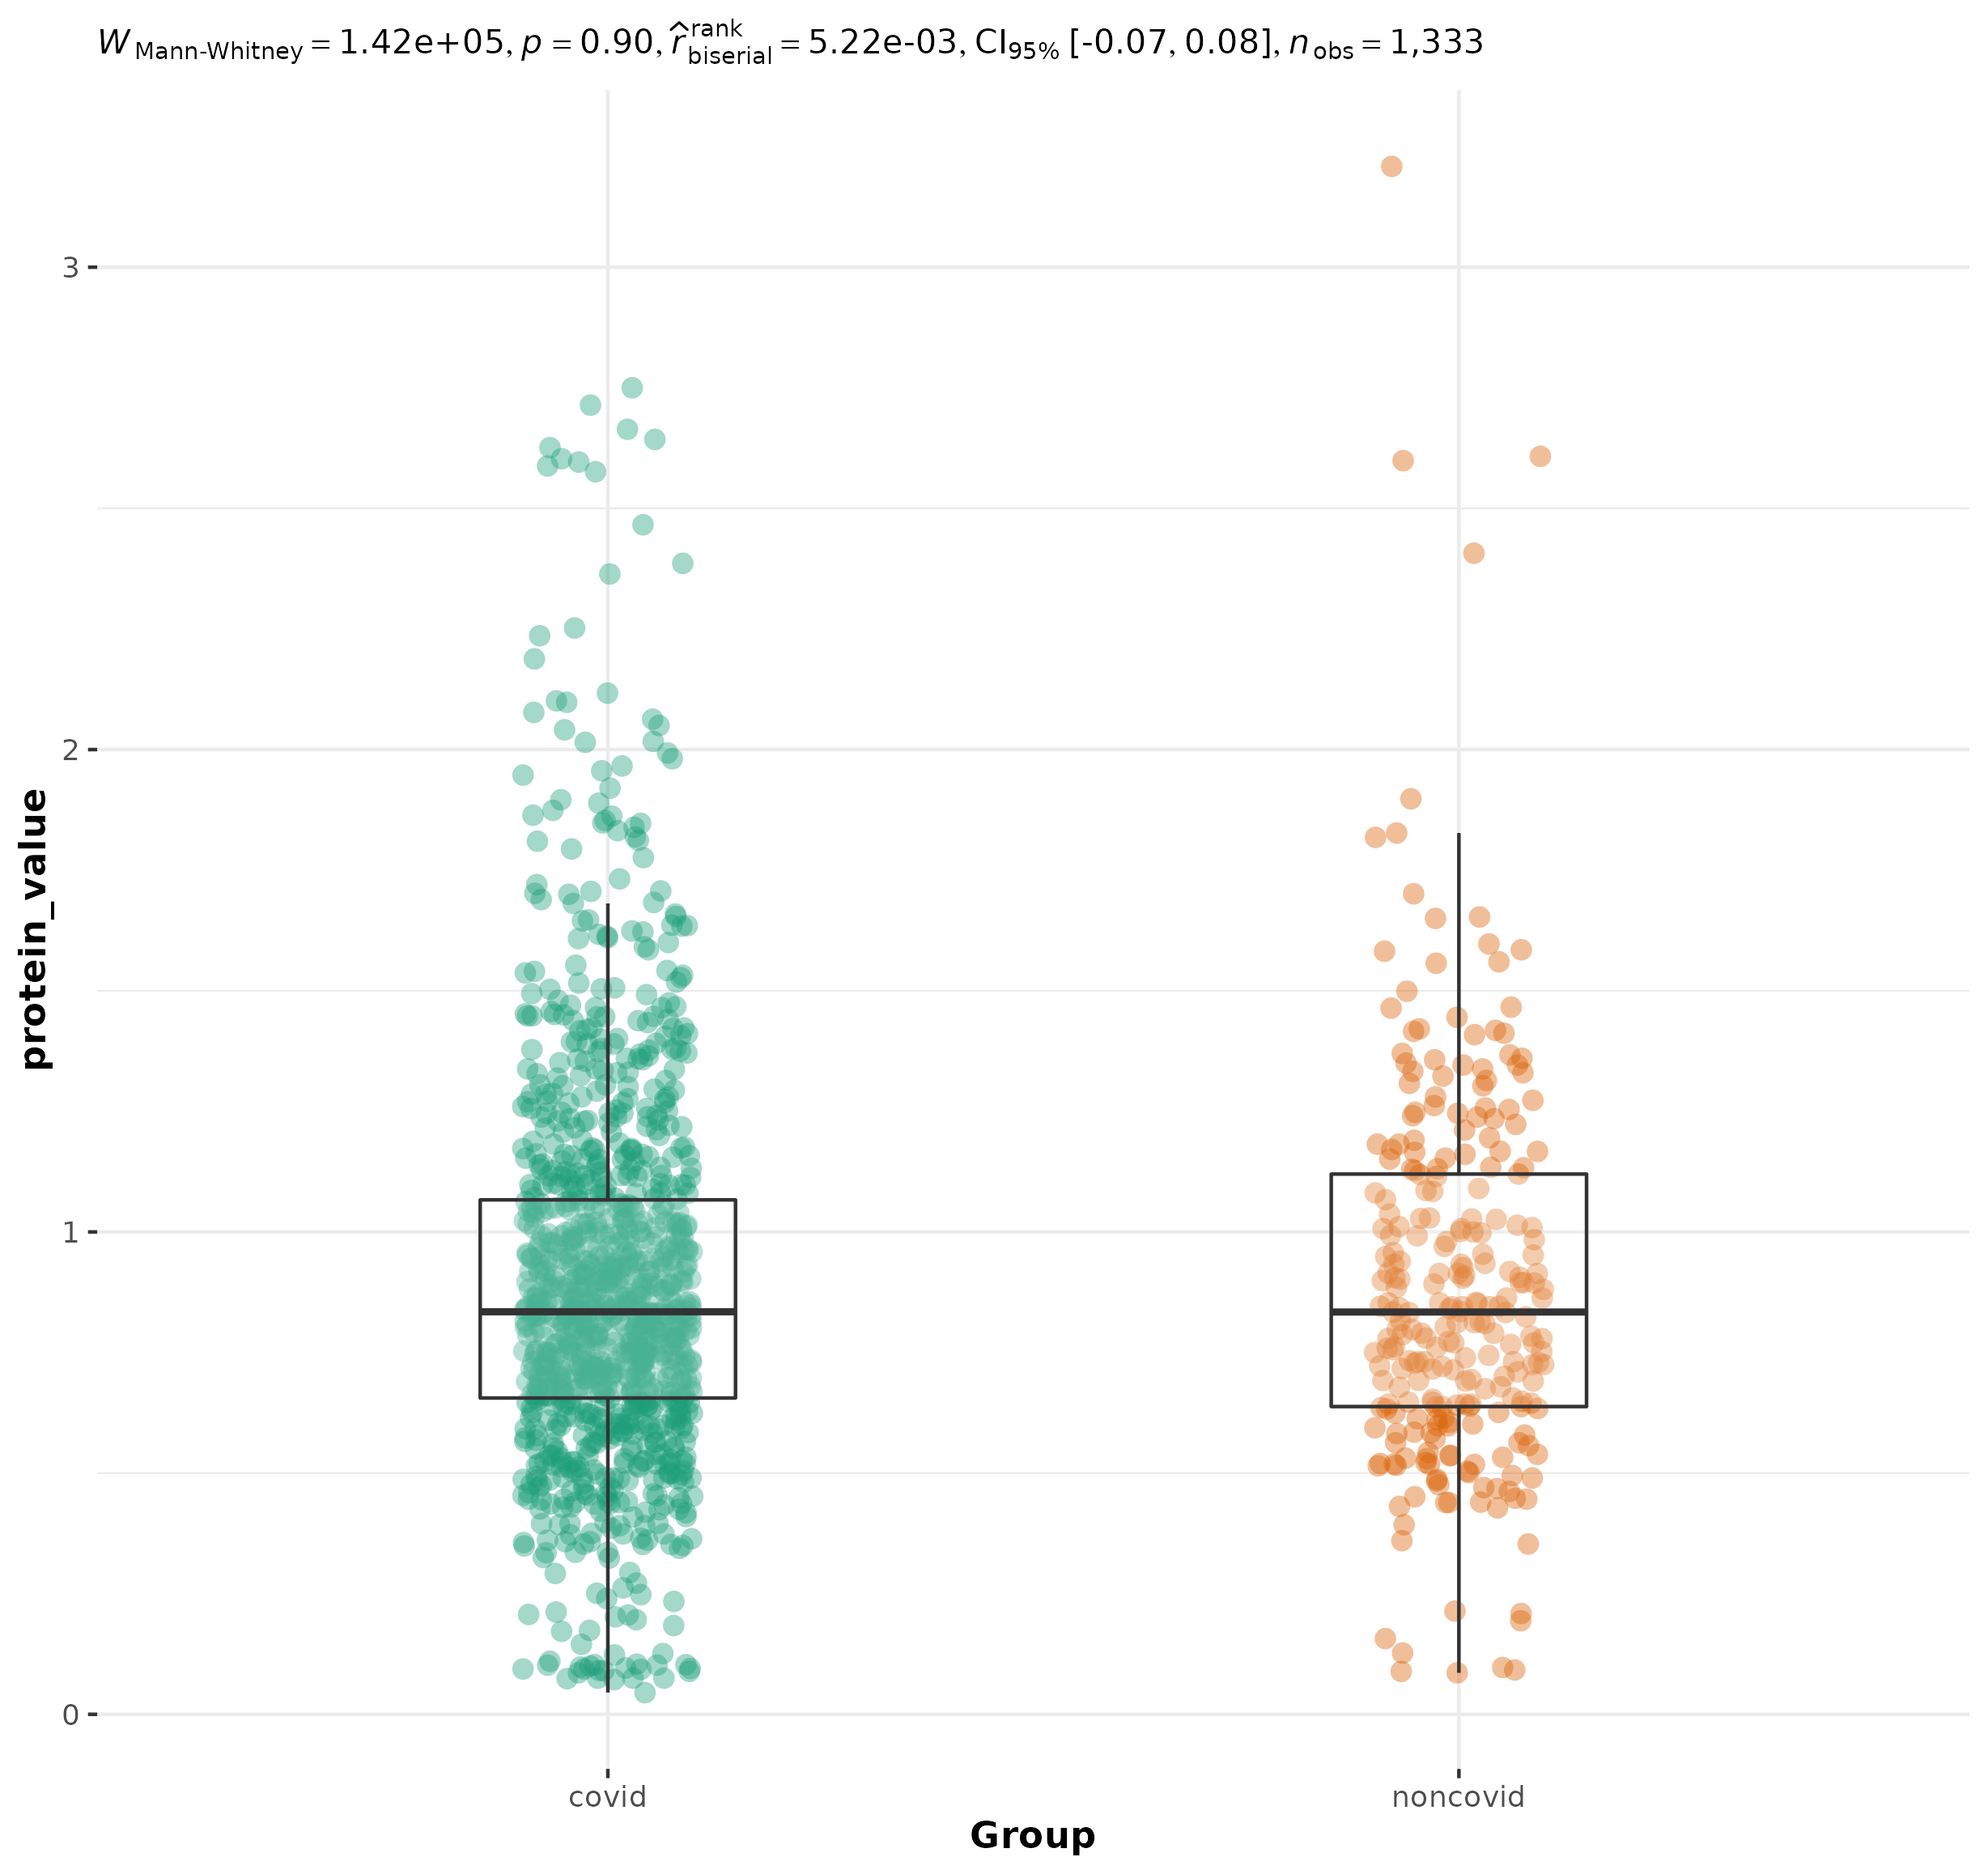 W Mann-Whitney = 1.42e+05, p = 0.90, r̂ rank biserial = 5.22e-03, CI95% [-0.07, 0.08], n obs = 1,333
3
2
1
0
protein_value
covid noncovid
Group